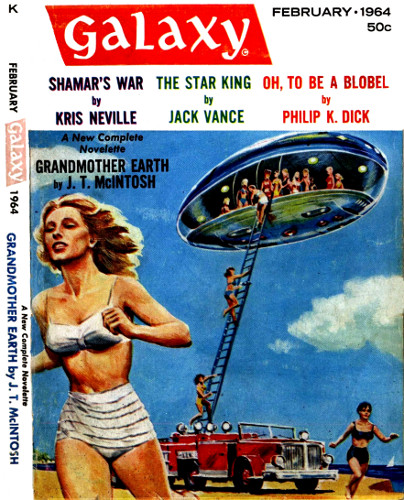 K
FEBRUARY
Galaxy
1964
GRANDMOTHER EARTH by J. T. McINTOSH
A New Complete Novelette
Galaxy
FEBRUARY • 1964
50c
SHAMAR'S WAR
by
KRIS NEVILLE
THE STAR KING
by
JACK VANCE
OH, TO BE A BLOBEL
by
PHILIP K. DICK
A New Complete
Novelette
GRANDMOTHER EARTH
by J. T. McINTOSH